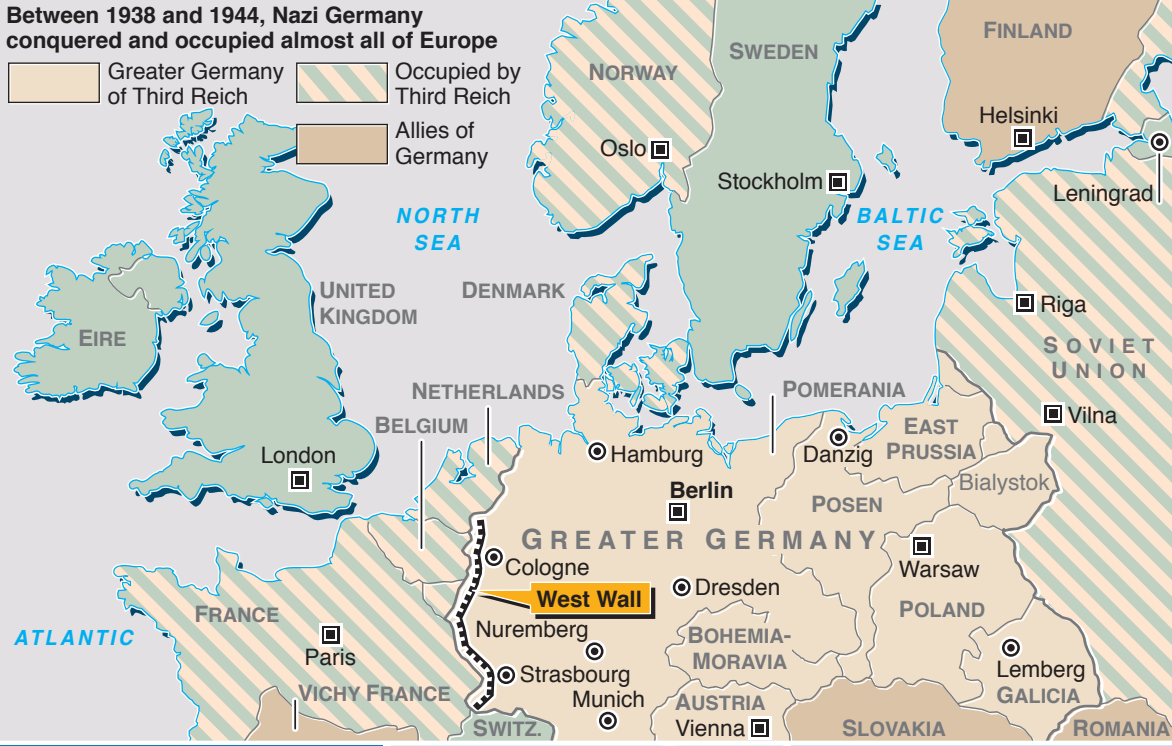 Between 1938 and 1944, Nazi Germany
conquered and occupied almost all of Europe
Greater Germany
of Third Reich
Occupied by
Third Reich
Allies of
Germany
NORWAY
SWEDEN
FINLAND
Helsinki
Oslo
Stockholm
Leningrad
NORTH
SEA
BALTIC
SEA
UNITED
KINGDOM
DENMARK
EIRE
Riga
SOVIET
UNION
NETHERLANDS
POMERANIA
BELGIUM
Vilna
EAST
PRUSSIA
London
Hamburg
Danzig
Bialystok
Berlin
POSEN
GREATER GERMANY
Cologne
Warsaw
West Wall
Dresden
FRANCE
POLAND
ATLANTIC
Nuremberg
BOHEMIA-
MORAVIA
Paris
Strasbourg
Lemberg
VICHY FRANCE
Munich
GALICIA
AUSTRIA
SWITZ.
Vienna
SLOVAKIA
ROMANIA